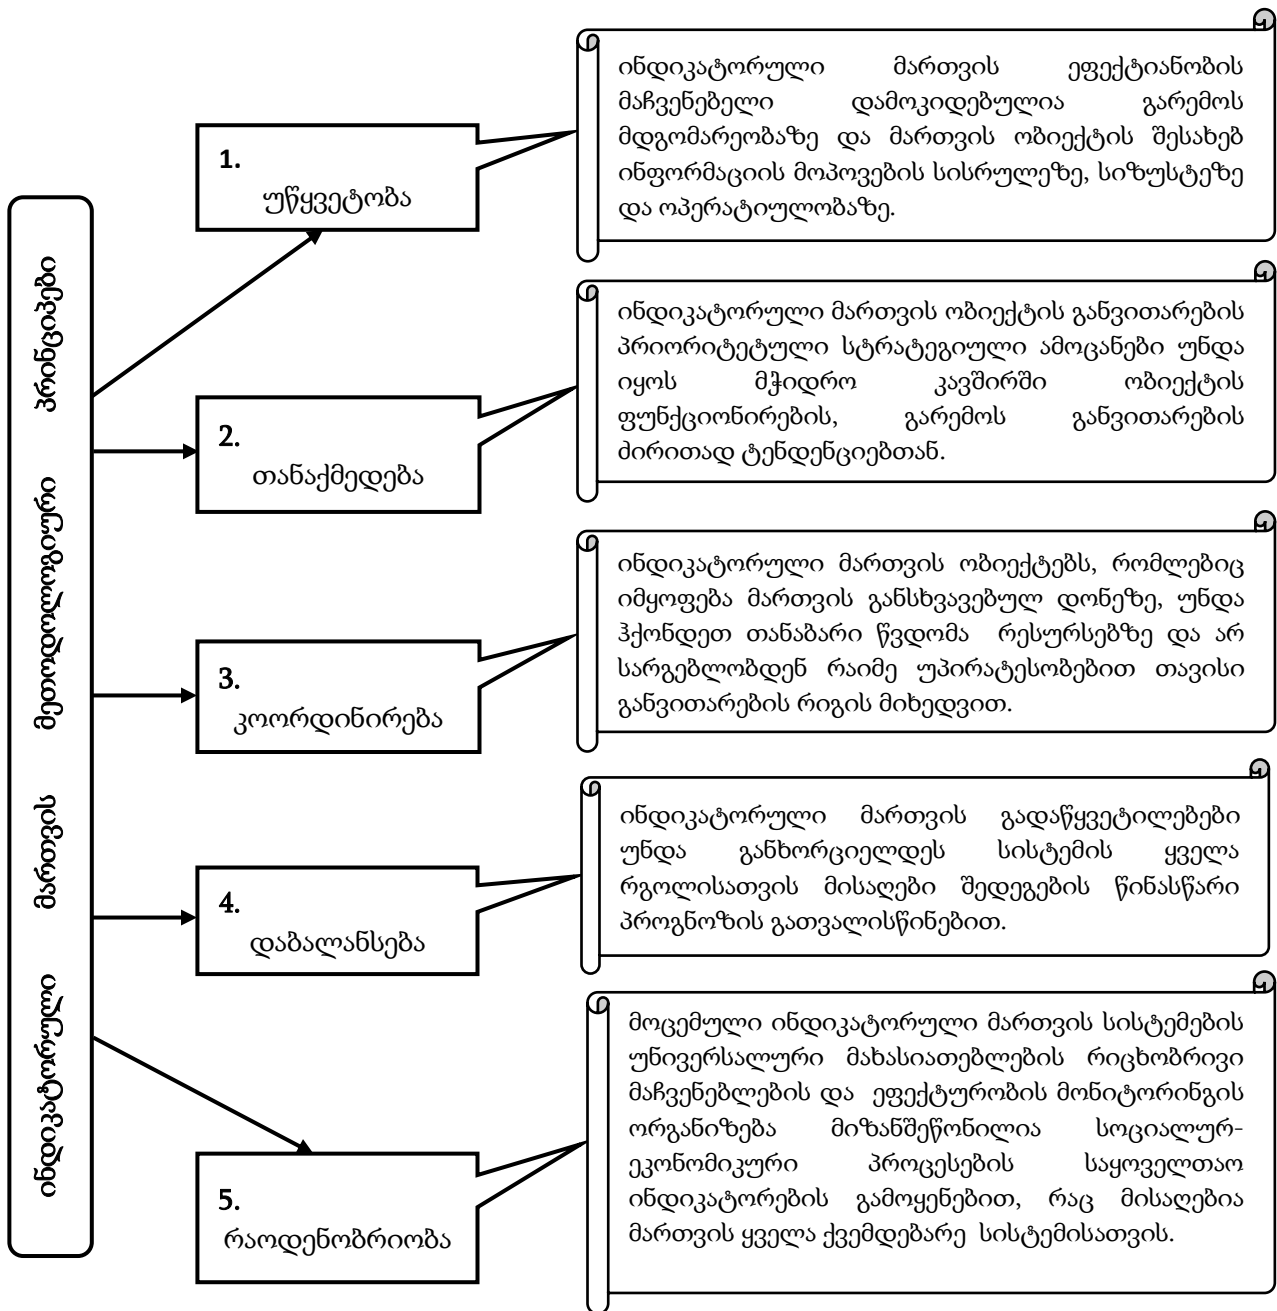 ინდიკატორული მართვის მეთოდოლოგიური პრინციპები
1.
უწყვეტობა
ინდიკატორული მართვის ეფექტიანობის
მაჩვენებელი დამოკიდებულია გარემოს
მდგომარეობაზე და მართვის ობიექტის შესახებ
ინფორმაციის მოპოვების სისრულეზე, სიზუსტეზე
და ოპერატიულობაზე.
2.
თანაქმედება
ინდიკატორული მართვის ობიექტის განვითარების
პრიორიტეტული სტრატეგიული ამოცანები უნდა
იყოს მჭიდრო კავშირში ობიექტის
ფუნქციონირების, გარემოს განვითარების
ძირითად ტენდენციებთან.
3.
კოორდინირება
ინდიკატორული მართვის ობიექტებს, რომლებიც
იმყოფება მართვის განსხვავებულ დონეზე, უნდა
ჰქონდეთ თანაბარი წვდომა რესურსებზე და არ
სარგებლობდენ რაიმე უპირატესობებით თავისი
განვითარების რიგის მიხედვით.
4.
დაბალანსება
ინდიკატორული მართვის გადაწყვეტილებები
უნდა განხორციელდეს სისტემის ყველა
რგოლისათვის მისაღები შედეგების წინასწარი
პროგნოზის გათვალისწინებით.
5.
რაოდენობრიობა
მოცემული ინდიკატორული მართვის სისტემების
უნივერსალური მახასიათებლების რიცხობრივი
მაჩვენებლების და ეფექტურობის მონიტორინგის
ორგანიზება მიზანშეწონილია სოციალურ-
ეკონომიკური პროცესების საყოველთაო
ინდიკატორების გამოყენებით, რაც მისაღებია
მართვის ყველა ქვემდებარე სისტემისათვის.